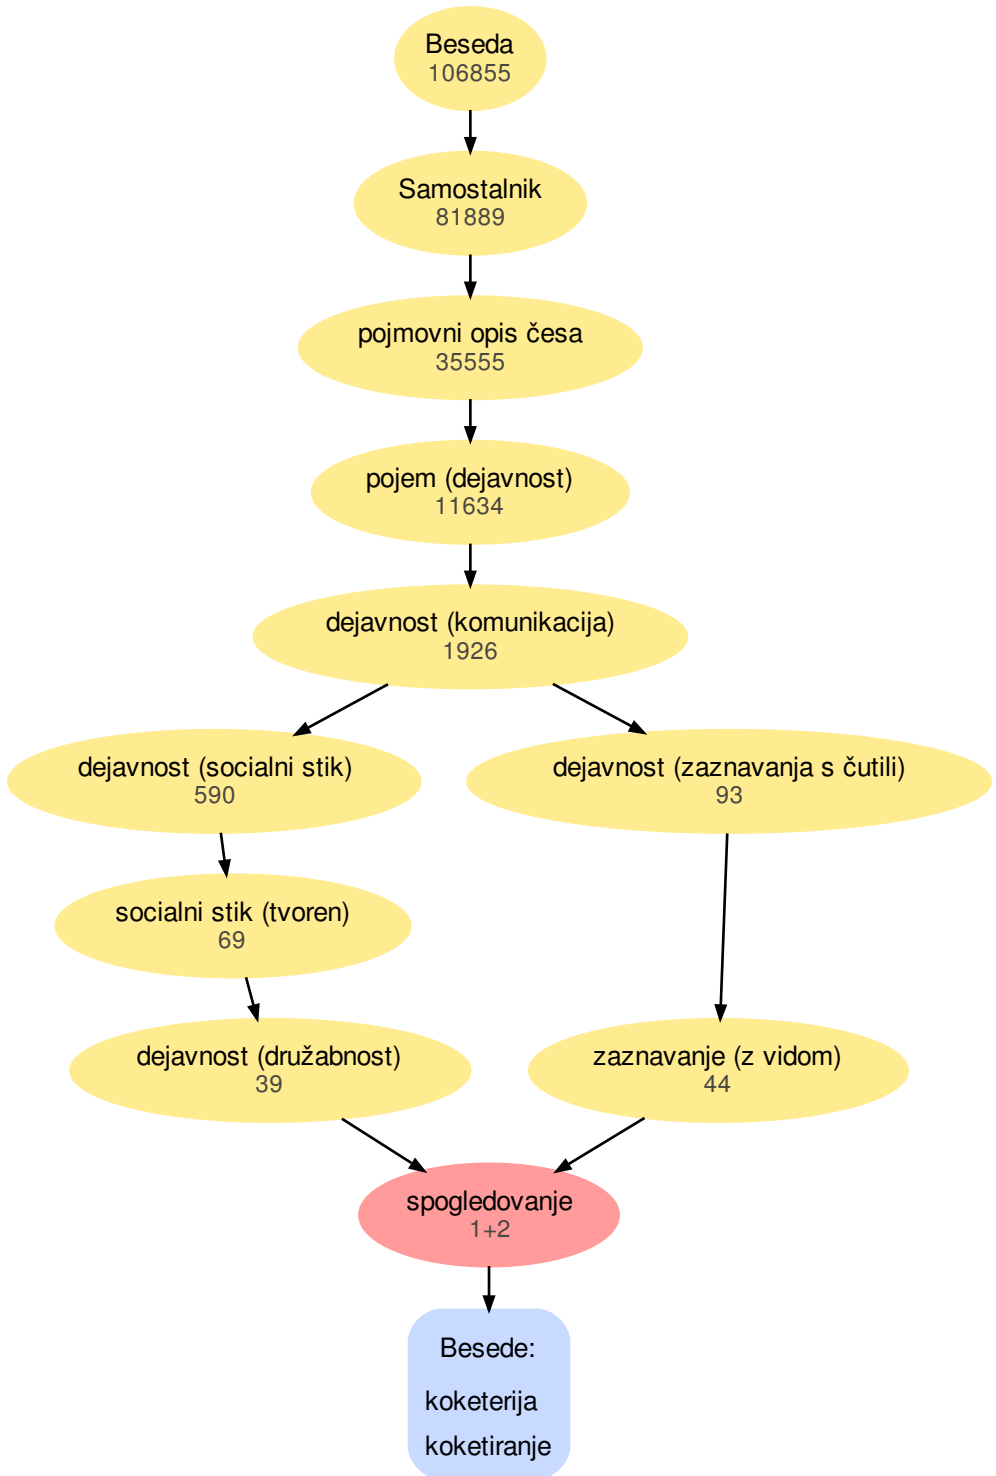 Beseda
106855
Samostalnik
81889
pojmovni opis česa
35555
pojem (dejavnost)
11634
dejavnost (komunikacija)
1926
dejavnost (socialni stik)
590
dejavnost (zaznavanja s čutili)
93
socialni stik (tvoren)
69
dejavnost (družabnost)
39
zaznavanje (z vidom)
44
spogledovanje
1+2
Besede:
koketerija
koketiranje